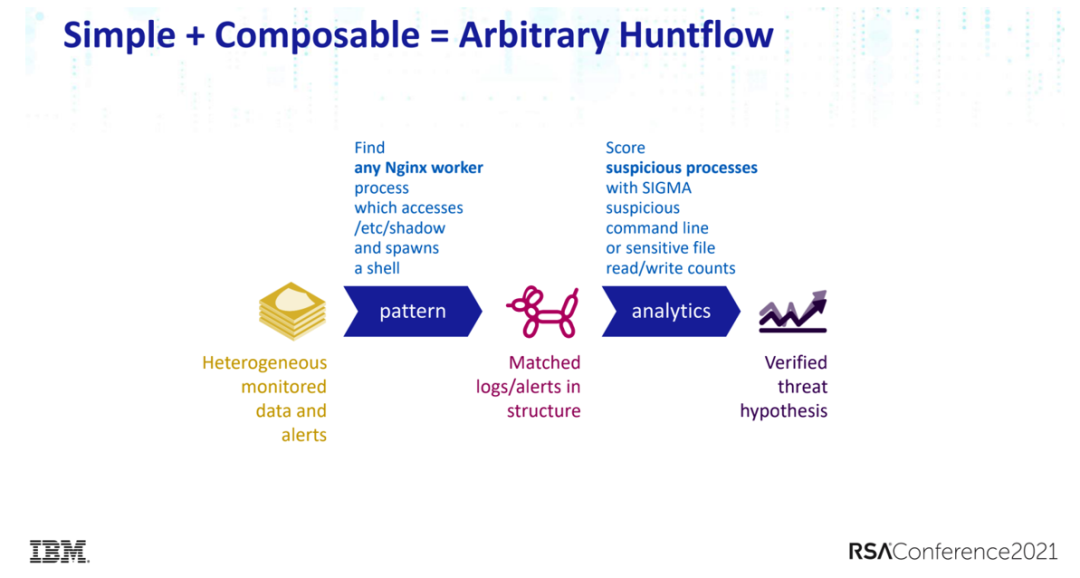 Simple + Composable = Arbitrary Huntflow
Find
any Nginx worker
process
which accesses
/etc/shadow
and spawns
a shell
Score
suspicious processes
with SIGMA
suspicious
command line
or sensitive file
read/write counts
pattern
analytics
Heterogeneous
monitored
data and
alerts
Matched
logs/alerts in
structure
Verified
threat
hypothesis
IBM
RSAConference2021